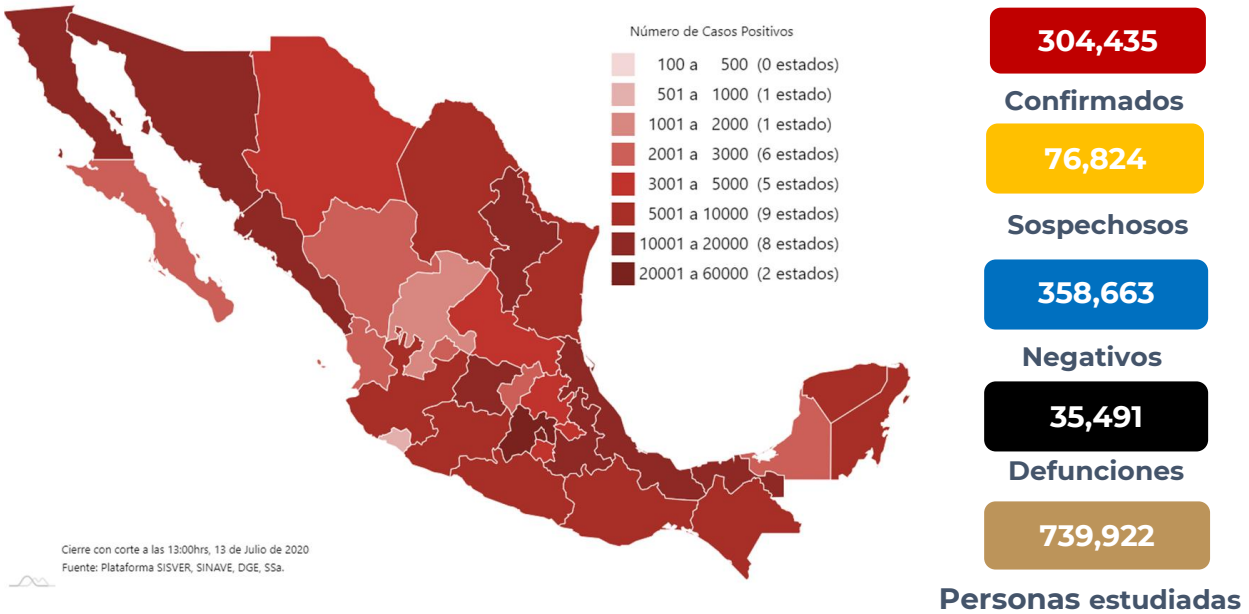 Número de Casos Positivos
100 a 500 (0 estados)
501 a 1000 (1 estado)
1001 a 2000 (1 estado)
2001 a 3000 (6 estados)
3001 a 5000 (5 estados)
5001 a 10000 (9 estados)
10001 a 20000 (8 estados)
20001 a 60000 (2 estados)
Cierre con corte a las 13:00hrs, 13 de Julio de 2020
Fuente: Plataforma SISVER, SINAVE, DGE, SSa.
304,435
Confirmados
76,824
Sospechosos
358,663
Negativos
35,491
Defunciones
739,922
Personas estudiadas